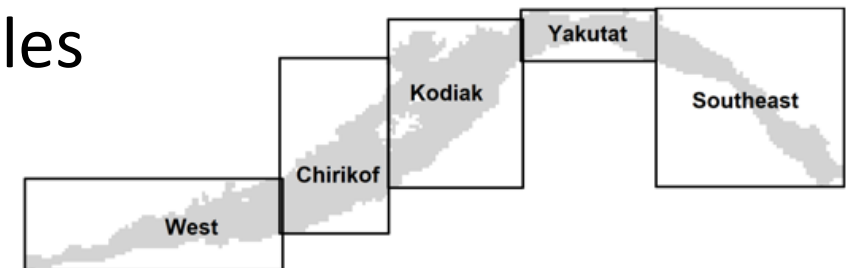 les
Yakutat
Kodiak
Southeast
Chirikof
West